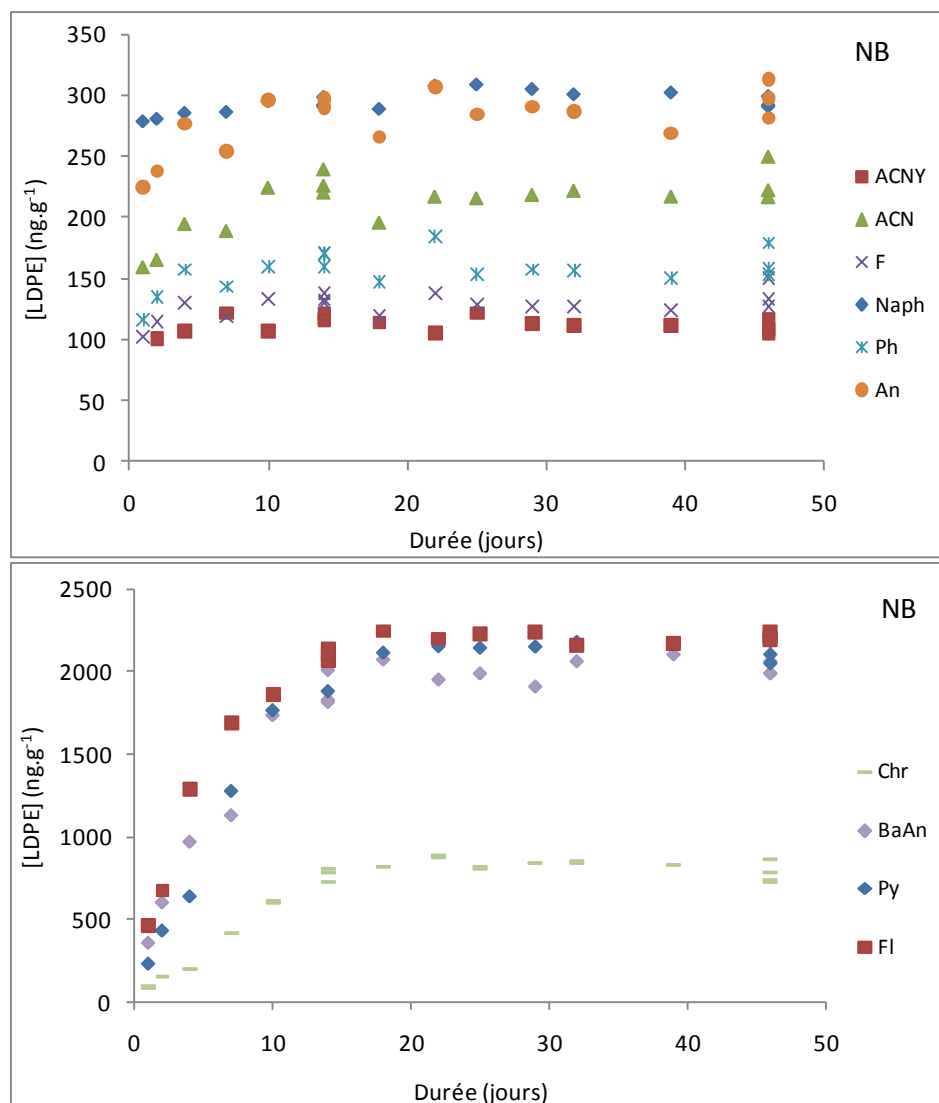 NB
350
300
250
200
150
100
50
0
[LDPE] (ng.g-1)
0 10 20 30 40 50
Durée (jours)
ACNY
ACN
F
Naph
Ph
An
NB
2500
2000
1500
1000
500
0
[LDPE] (ng.g-1)
0 10 20 30 40 50
Durée (jours)
Chr
BaAn
Py
Fl